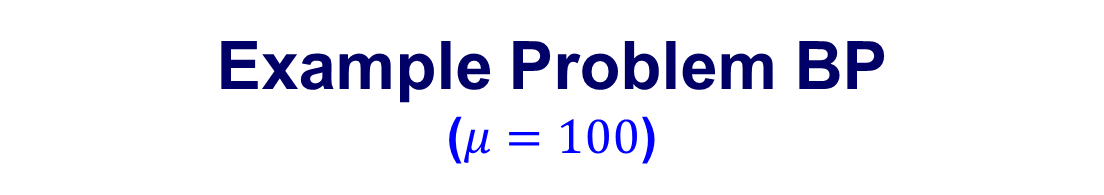 Example Problem BP
(𝜇 = 100)